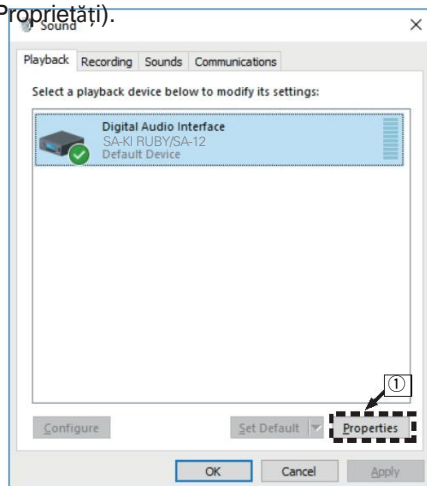 Proprietăți).
Sound
Playback Recording Sounds Communications
Select a playback device below to modify its settings:
Digital Audio Interface
SA-KI RUBY/SA-12
Default Device
①
Configure Set Default Properties
OK Cancel Apply